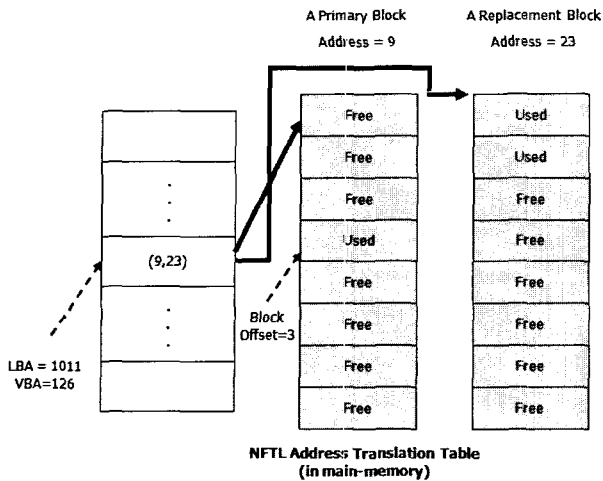 A Primary Block
Address = 9
A Replacement Block
Address = 23
Free
Free
Free
Used
Free
Free
Free
Free
Used
Used
Free
Free
Free
Free
Free
Free
(9,23)
LBA = 1011
VBA=126
Block
Offset=3
NFTL Address Translation Table
(in main-memory)